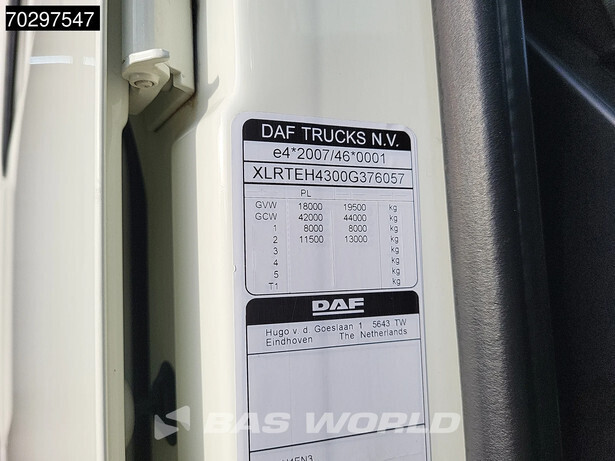 70297547
DAF TRUCKS N.V.
e4*2007/46*0001
XLRTEH4300G376057
PL
GVW 18000 19500 kg
GCW 42000 44000 kg
1 8000 8000 kg
2 11500 13000 kg
3 kg
4 kg
5 kg
T1 kg
DAF
Hugo v. d. Goeslaan 1 5643 TW
Eindhoven The Netherlands
BAS WORLD